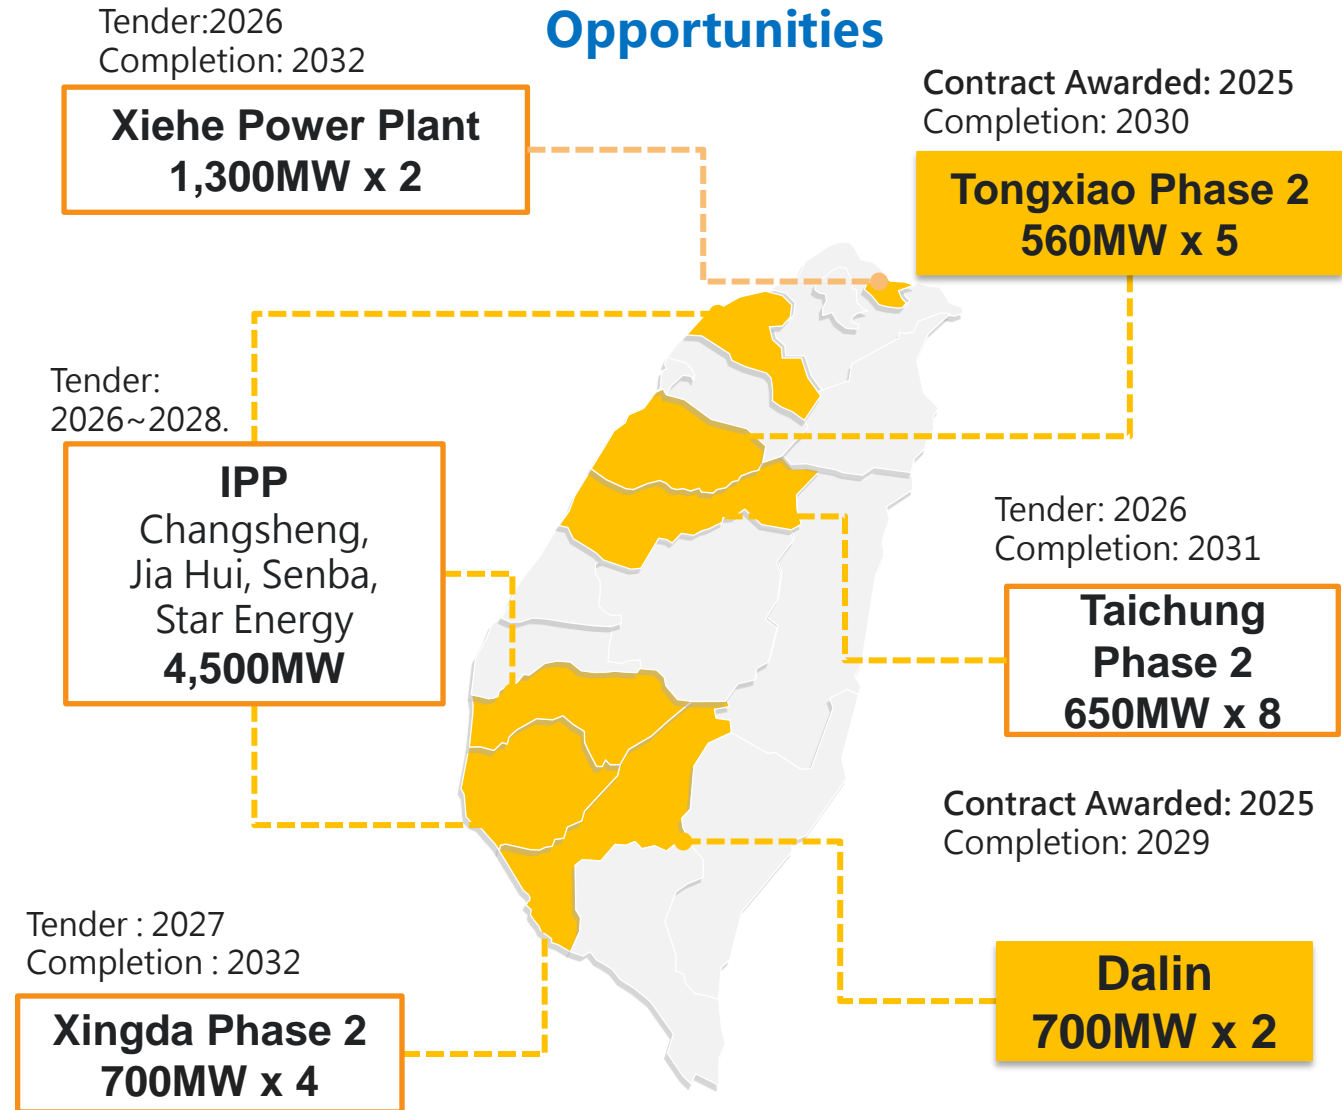 Opportunities
Tender:2026
Completion: 2032
Xiehe Power Plant
1,300MW x 2
Contract Awarded: 2025
Completion: 2030
Tongxiao Phase 2
560MW x 5
Tender:
2026~2028.
IPP
Changsheng,
Jia Hui, Senba,
Star Energy
4,500MW
Tender: 2026
Completion: 2031
Taichung
Phase 2
650MW x 8
Contract Awarded: 2025
Completion: 2029
Dalin
700MW x 2
Tender : 2027
Completion : 2032
Xingda Phase 2
700MW x 4